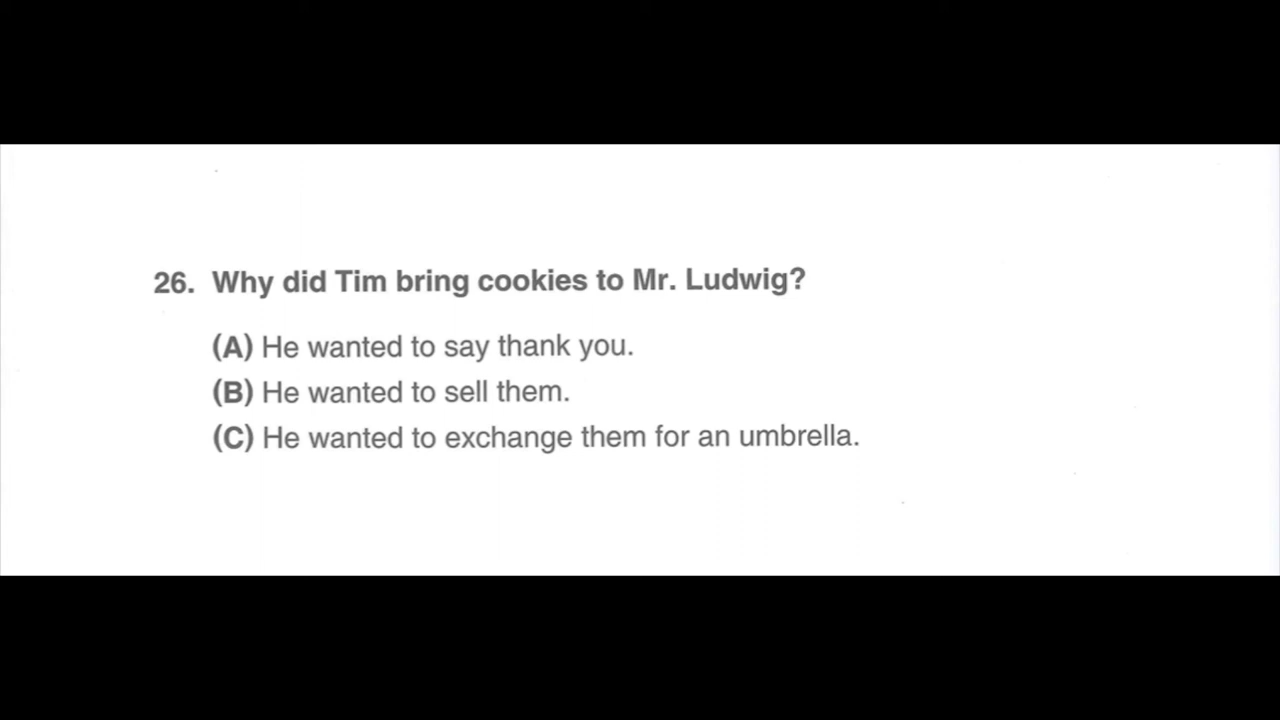 26. Why did Tim bring cookies to Mr. Ludwig?
(A) He wanted to say thank you.
(B) He wanted to sell them.
(C) He wanted to exchange them for an umbrella.